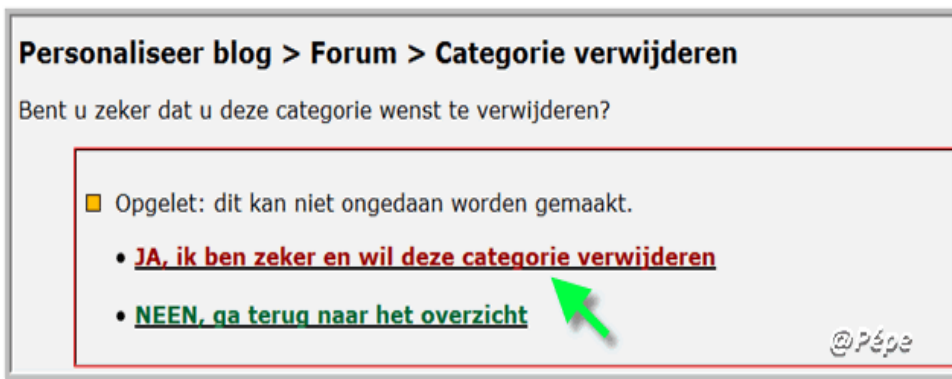 Personaliseer blog > Forum > Categorie verwijderen
Bent u zeker dat u deze categorie wenst te verwijderen?
Opgelet: dit kan niet ongedaan worden gemaakt.
• JA, ik ben zeker en wil deze categorie verwijderen
• NEEN, ga terug naar het overzicht
@Pépe